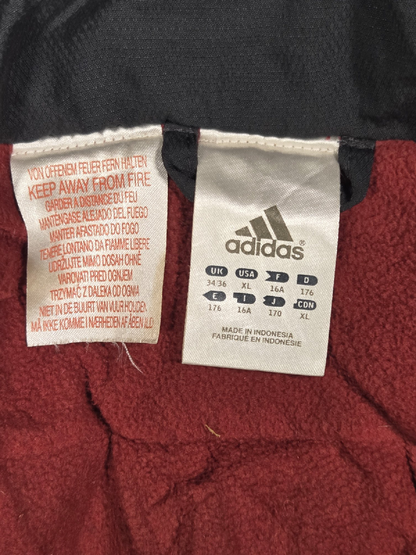 VON OFFENEM FEUER FERN HALTEN
KEEP AWAY FROM FIRE
GARDER A DISTANCE DU FEU
MANTENGASE ALEJADO DEL FUEGO
MANTER AFASTADO DO FOGO
TENERE LONTANO DA FIAMME LIBERE
UDRŽUJTE MIMO DOSAH OHNĚ
VAROVATI PRED OGNJEM
TRZYMAĆ Z DALEKA OD OGNIA
NIET IN DE BUURT VAN VUUR HOUDEN
MÅ IKKE KOMME I NÆRHEDEN AF ÅBEN ILD
adidas®
UK USA F D
34/36 XL 16A 176
E I J CDN
176 16A 170 XL
MADE IN INDONESIA
FABRIQUÉ EN INDONÉSIE